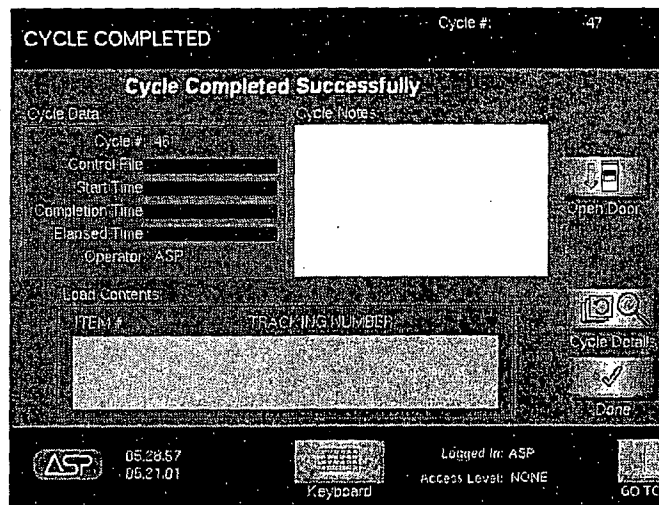 CYCLE COMPLETED
Cycle #: 47
Cycle Completed Successfully
Cycle Data
Cycle Notes
Cycle #: 46
Control File
Start Time
Completion Time
Elapsed Time
Operator: ASP
Open Door
Load Contents
ITEM # TRACKING NUMBER
Cycle Details
Done
ASP
05.28.57
05.21.01
Keyboard
Logged In: ASP
Access Level: NONE
GO TO